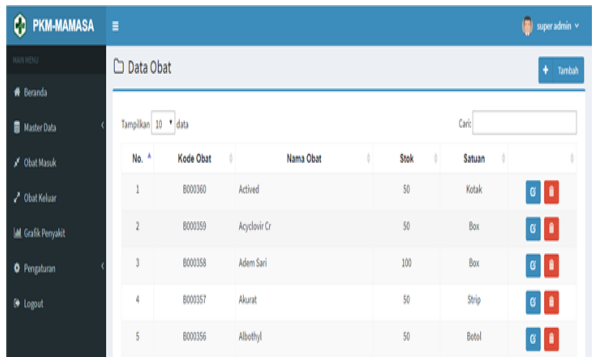 PKM-MAMASA
super admin
MAIN MENU
Data Obat
Tambah
Beranda
Master Data
Obat Masuk
Obat Keluar
Grafik Penyakit
Pengaturan
Logout
Tampilkan 10 data
Cari:
No. Kode Obat Nama Obat Stok Satuan
1 B000360 Actived 50 Kotak
2 B000359 Acyclovir Cr 50 Box
3 B000358 Adem Sari 100 Box
4 B000357 Akurat 50 Strip
5 B000356 Albothyl 50 Botol